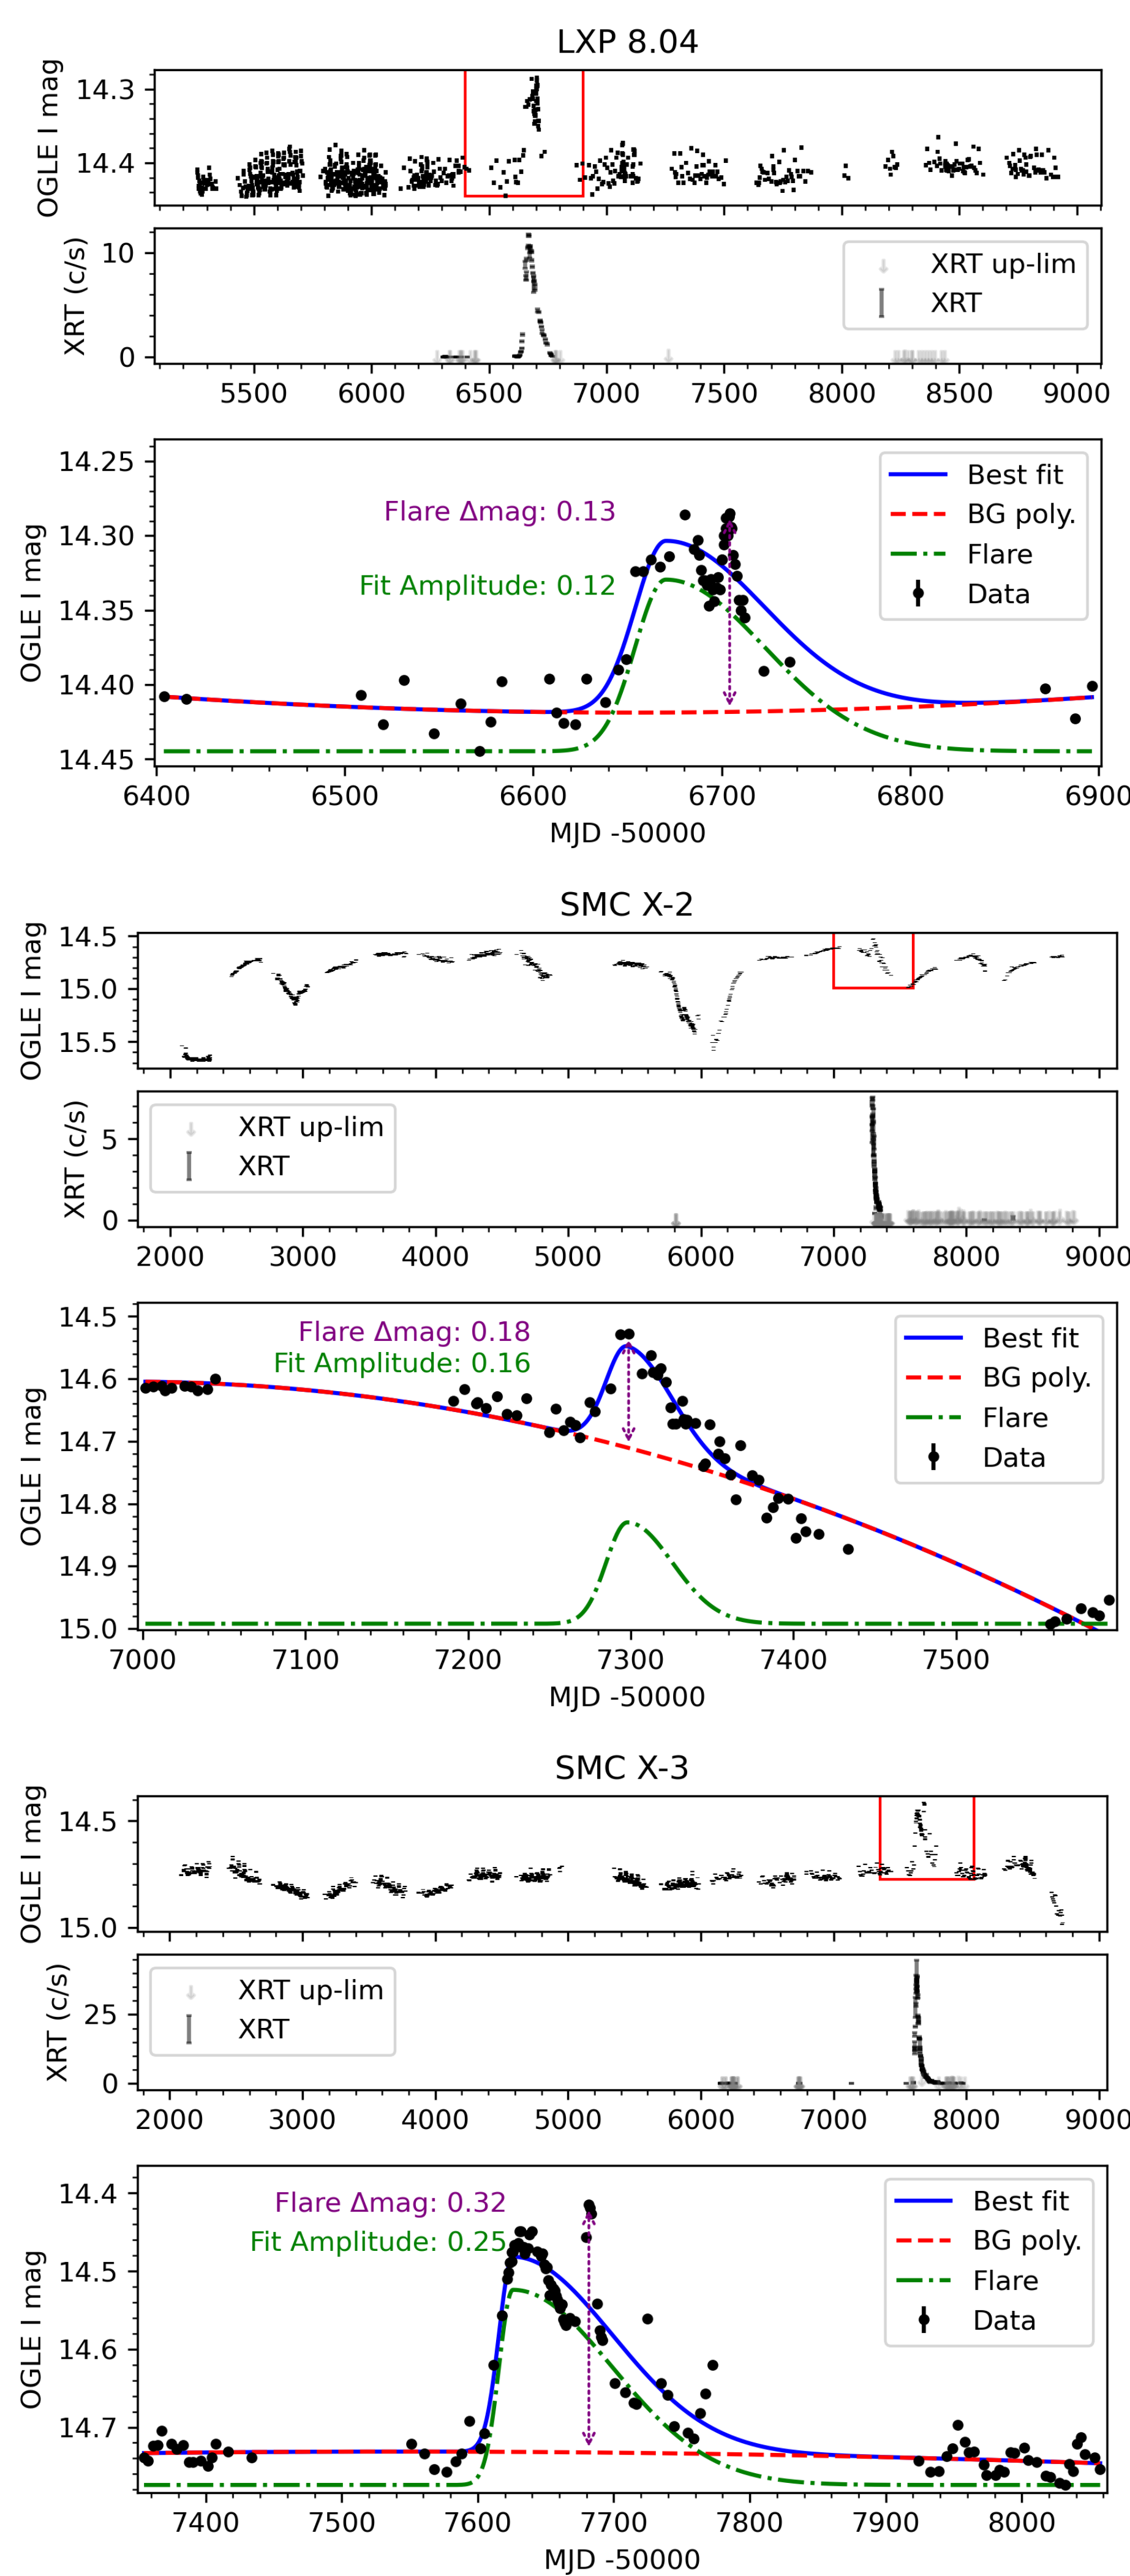 LXP 8.04
OGLE I mag
14.3
14.4
XRT (c/s)
10
0
XRT up-lim
XRT
5500 6000 6500 7000 7500 8000 8500 9000
OGLE I mag
14.25
14.30
14.35
14.40
14.45
Flare Δmag: 0.13
Fit Amplitude: 0.12
Best fit
BG poly.
Flare
Data
6400 6500 6600 6700 6800 6900
MJD -50000
SMC X-2
OGLE I mag
14.5
15.0
15.5
XRT (c/s)
5
0
XRT up-lim
XRT
2000 3000 4000 5000 6000 7000 8000 9000
OGLE I mag
14.5
14.6
14.7
14.8
14.9
15.0
Flare Δmag: 0.18
Fit Amplitude: 0.16
Best fit
BG poly.
Flare
Data
7000 7100 7200 7300 7400 7500
MJD -50000
SMC X-3
OGLE I mag
14.5
15.0
XRT (c/s)
25
0
XRT up-lim
XRT
2000 3000 4000 5000 6000 7000 8000 9000
OGLE I mag
14.4
14.5
14.6
14.7
Flare Δmag: 0.32
Fit Amplitude: 0.25
Best fit
BG poly.
Flare
Data
7400 7500 7600 7700 7800 7900 8000
MJD -50000